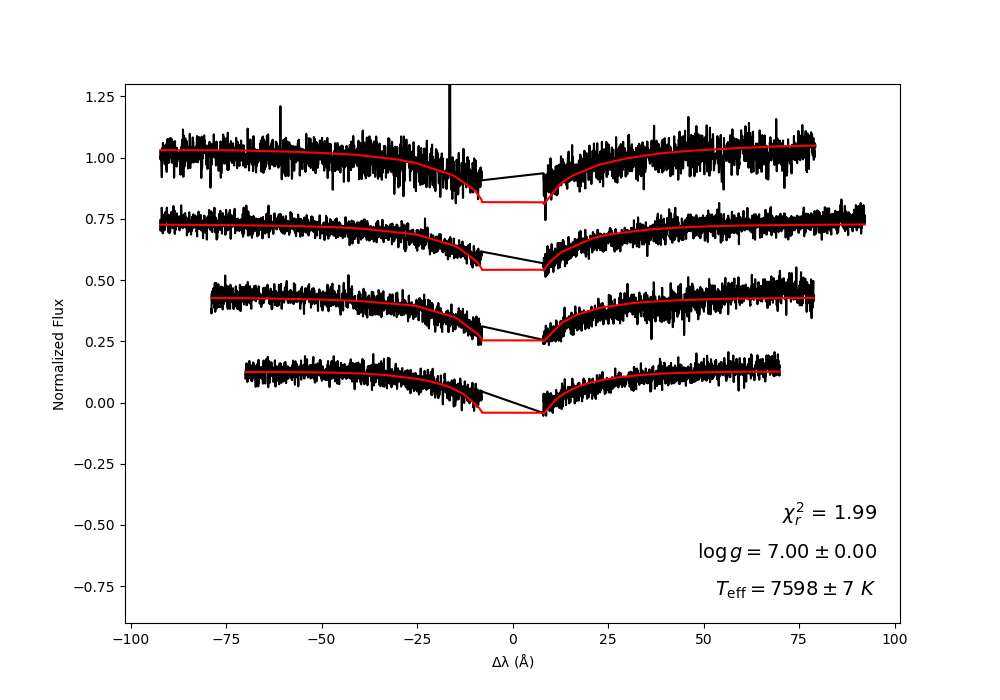 1.25
1.00
0.75
0.50
0.25
0.00
−0.25
−0.50
−0.75
Normalized Flux
χ²ᵣ = 1.99
log g = 7.00 ± 0.00
T_eff = 7598 ± 7 K
−100 −75 −50 −25 0 25 50 75 100
Δλ (Å)